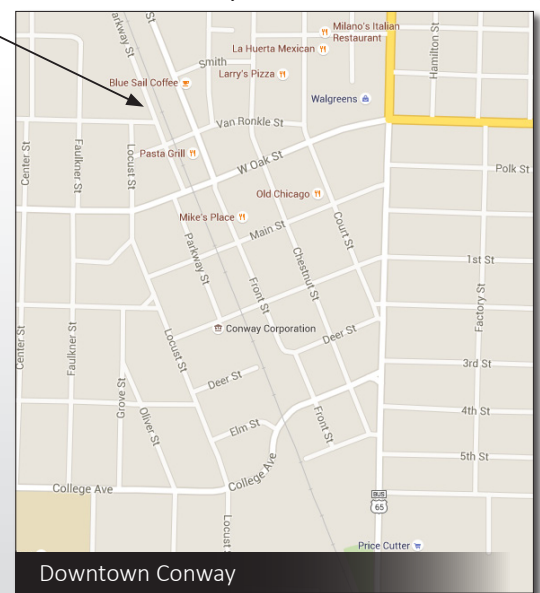 Parkway St
St
Milano's Italian
Restaurant
La Huerta Mexican
Smith
Larry's Pizza
Hamilton St
Blue Sail Coffee
Walgreens
Van Ronkle St
Center St
Faulkner St
Locust St
Pasta Grill
W Oak St
Polk St
Old Chicago
Mike's Place
Main St
Court St
Parkway St
Chestnut St
1st St
Front St
Factory St
Conway Corporation
Deer St
Center St
Faulkner St
Locust St
3rd St
Deer St
Grove St
Oliver St
Front St
4th St
Elm St
5th St
College Ave
College Ave
BUS
65
Locust St
Price Cutter
Downtown Conway